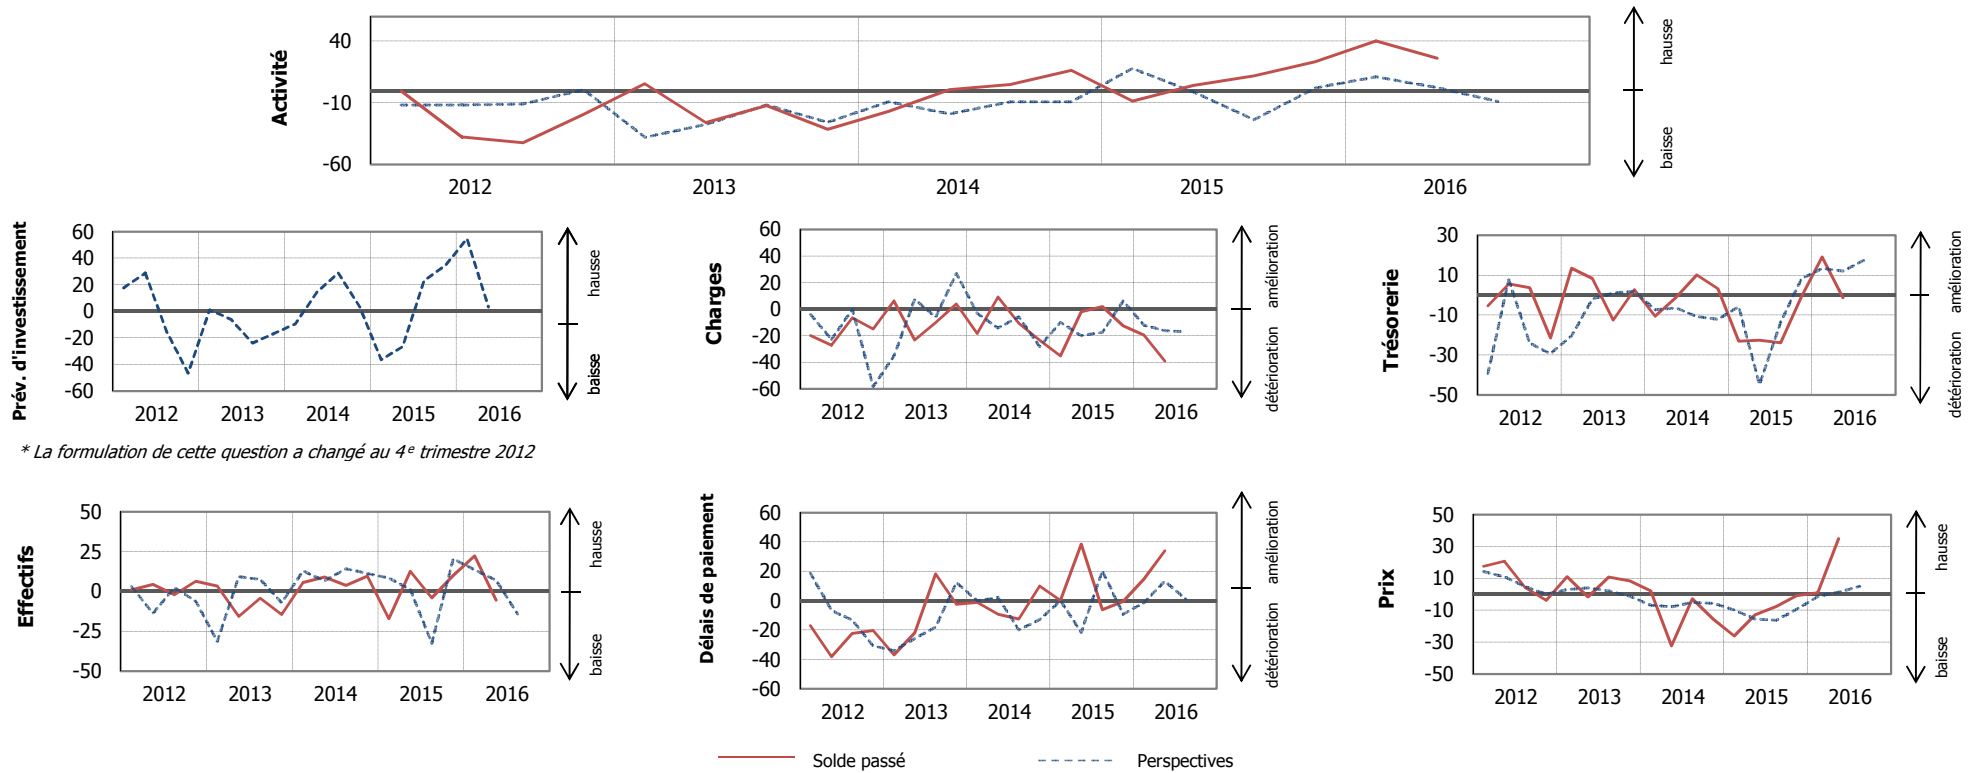 Activité
40
-10
-60
2012 2013 2014 2015 2016
hausse
baisse
Prév. d'investissement
60
40
20
0
-20
-40
-60
2012 2013 2014 2015 2016
hausse
baisse
* La formulation de cette question a changé au 4e trimestre 2012
Charges
60
40
20
0
-20
-40
-60
2012 2013 2014 2015 2016
amélioration
détérioration
Trésorerie
30
10
-10
-30
-50
2012 2013 2014 2015 2016
amélioration
détérioration
Effectifs
50
25
0
-25
-50
2012 2013 2014 2015 2016
hausse
baisse
Délais de paiement
60
40
20
0
-20
-40
-60
2012 2013 2014 2015 2016
amélioration
détérioration
Prix
50
30
10
-10
-30
-50
2012 2013 2014 2015 2016
hausse
baisse
Solde passé Perspectives